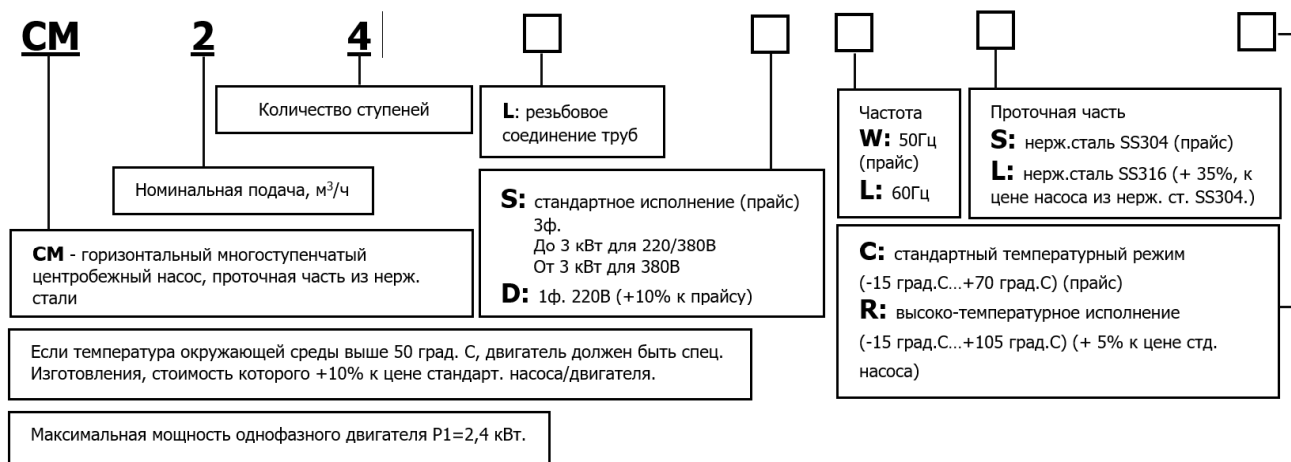 СМ 2 4
Количество ступеней
L: резьбовое
соединение труб
Частота
W: 50Гц
(прайс)
L: 60Гц
Проточная часть
S: нерж.сталь SS304 (прайс)
L: нерж.сталь SS316 (+ 35%, к
цене насоса из нерж. ст. SS304.)
Номинальная подача, м³/ч
S: стандартное исполнение (прайс)
3ф.
До 3 кВт для 220/380В
От 3 кВт для 380В
D: 1ф. 220В (+10% к прайсу)
СМ - горизонтальный многоступенчатый
центробежный насос, проточная часть из нерж.
стали
C: стандартный температурный режим
(-15 град.С...+70 град.С) (прайс)
R: высоко-температурное исполнение
(-15 град.С...+105 град.С) (+ 5% к цене стд.
насоса)
Если температура окружающей среды выше 50 град. С, двигатель должен быть спец.
Изготовления, стоимость которого +10% к цене стандарт. насоса/двигателя.
Максимальная мощность однофазного двигателя P1=2,4 кВт.